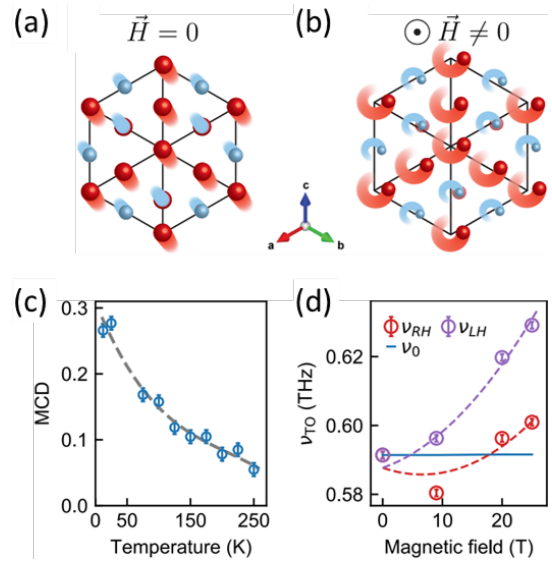 (a) H⃗ = 0
(b) ⊙ H⃗ ≠ 0
c
a b
(c)
MCD
0.3
0.2
0.1
0.0
50 150 250
Temperature (K)
(d)
ν_RH ν_LH
ν_0
ν_TO (THz)
0.62
0.60
0.58
0 10 20
Magnetic field (T)